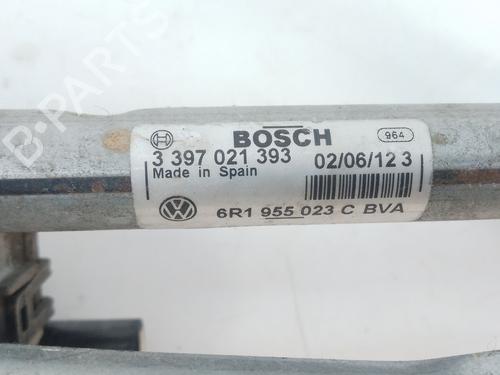 B-PARTS
BOSCH
964
3 397 021 393
02/06/12 3
Made in Spain
6R1 955 023 C BVA